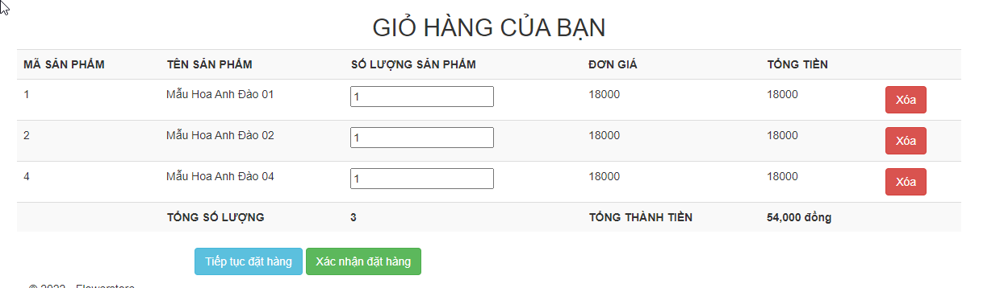 GIỎ HÀNG CỦA BẠN
MÃ SẢN PHẨM TÊN SẢN PHẨM SỐ LƯỢNG SẢN PHẨM ĐƠN GIÁ TỔNG TIỀN
1 Mẫu Hoa Anh Đào 01 1 18000 18000 Xóa
2 Mẫu Hoa Anh Đào 02 1 18000 18000 Xóa
4 Mẫu Hoa Anh Đào 04 1 18000 18000 Xóa
TỔNG SỐ LƯỢNG 3 TỔNG THÀNH TIỀN 54,000 đồng
Tiếp tục đặt hàng Xác nhận đặt hàng